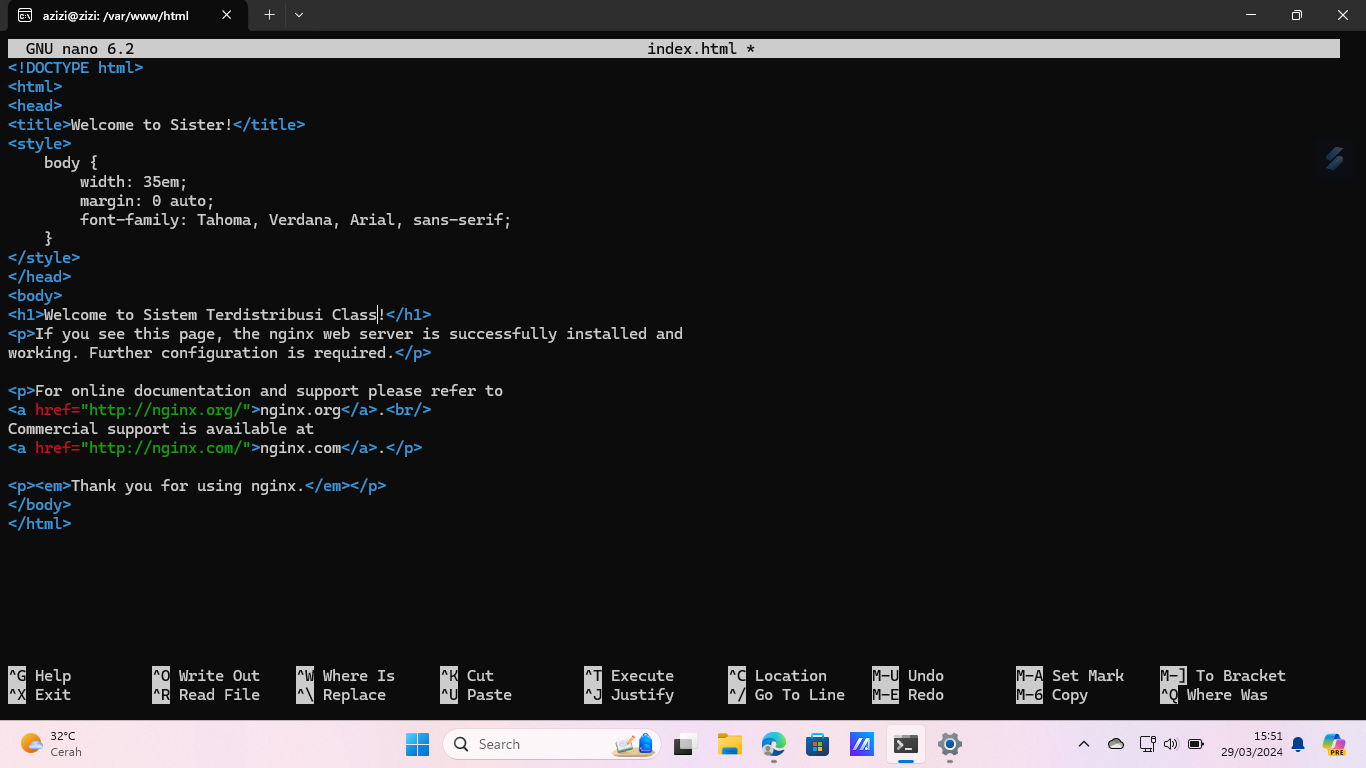 azizi@zizi: /var/www/html
GNU nano 6.2 index.html *
<!DOCTYPE html>
<html>
<head>
<title>Welcome to Sister!</title>
<style>
    body {
        width: 35em;
        margin: 0 auto;
        font-family: Tahoma, Verdana, Arial, sans-serif;
    }
</style>
</head>
<body>
<h1>Welcome to Sistem Terdistribusi Class!</h1>
<p>If you see this page, the nginx web server is successfully installed and
working. Further configuration is required.</p>

<p>For online documentation and support please refer to
<a href="http://nginx.org/">nginx.org</a>.<br/>
Commercial support is available at
<a href="http://nginx.com/">nginx.com</a>.</p>

<p><em>Thank you for using nginx.</em></p>
</body>
</html>

^G Help ^O Write Out ^W Where Is ^K Cut ^T Execute ^C Location M-U Undo M-A Set Mark M-] To Bracket
^X Exit ^R Read File ^\ Replace ^U Paste ^J Justify ^/ Go To Line M-E Redo M-6 Copy ^Q Where Was
32°C
Cerah
Search
PRE
15:51
29/03/2024